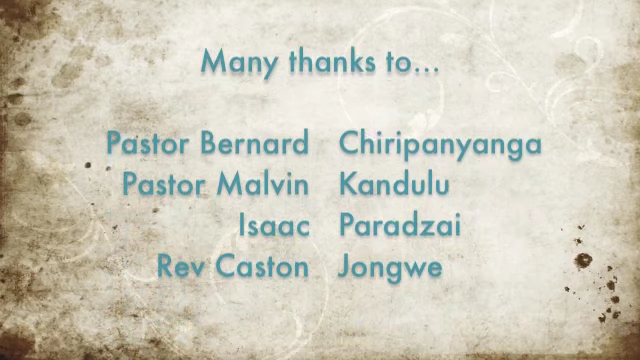 Many thanks to...
Pastor Bernard Chiripanyanga
Pastor Malvin Kandulu
Isaac Paradzai
Rev Caston Jongwe